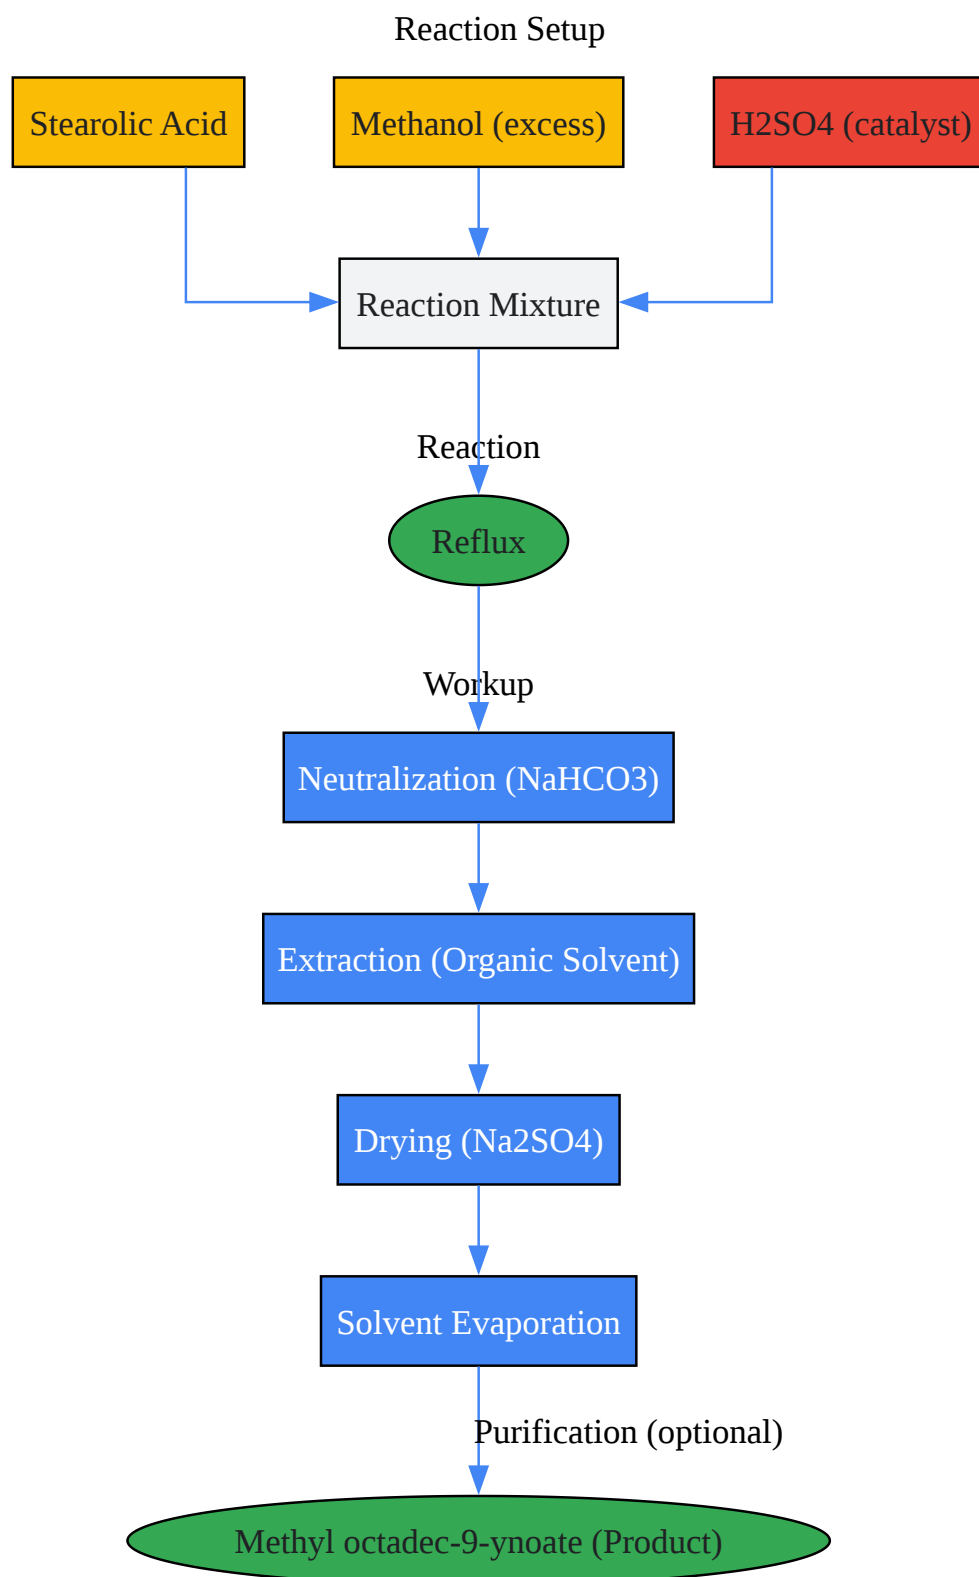 Reaction Setup
Stearolic Acid
Methanol (excess)
H2SO4 (catalyst)
Reaction Mixture
Reaction
Reflux
Workup
Neutralization (NaHCO3)
Extraction (Organic Solvent)
Drying (Na2SO4)
Solvent Evaporation
Purification (optional)
Methyl octadec-9-ynoate (Product)